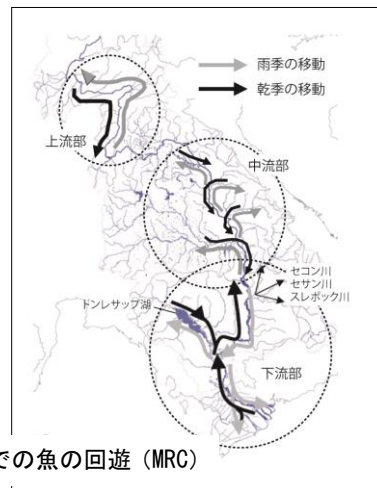 雨季の移動
乾季の移動
上流部
中流部
セコン川
セサン川
スレポック川
ドンレサップ湖
下流部
での魚の回遊 (MRC)